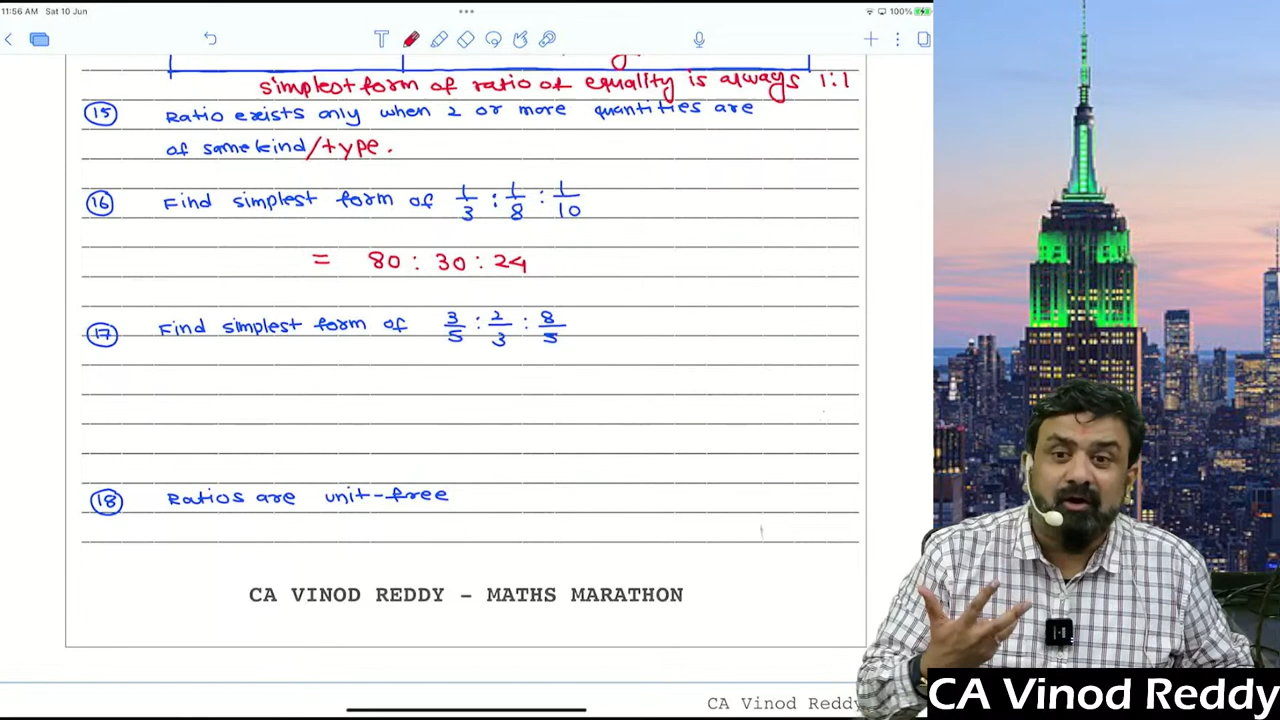 11:56 AM Sat 10 Jun
100%
simplest form of ratio of equality is always 1:1
(15) Ratio exists only when 2 or more quantities are
of same kind/type.
(16) Find simplest form of 1/3 : 1/8 : 1/10
= 80 : 30 : 24
(17) Find simplest form of 3/5 : 2/3 : 8/5
(18) Ratios are unit-free
CA VINOD REDDY - MATHS MARATHON
CA Vinod Reddy
CA Vinod Reddy